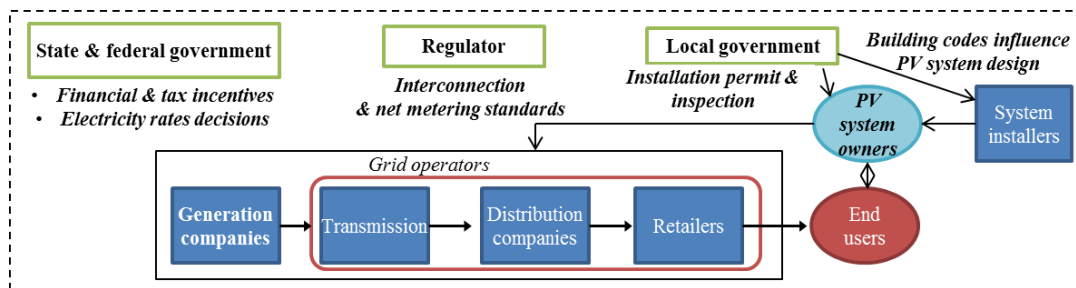 State & federal government
• Financial & tax incentives
• Electricity rates decisions
Regulator
Interconnection
& net metering standards
Local government
Installation permit &
inspection
Building codes influence
PV system design
PV
system
owners
System
installers
Grid operators
Generation
companies
Transmission
Distribution
companies
Retailers
End
users